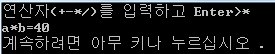 연산자(+-*/)를 입력하고 Enter>*
a*b=40
계속하려면 아무 키나 누르십시오 .